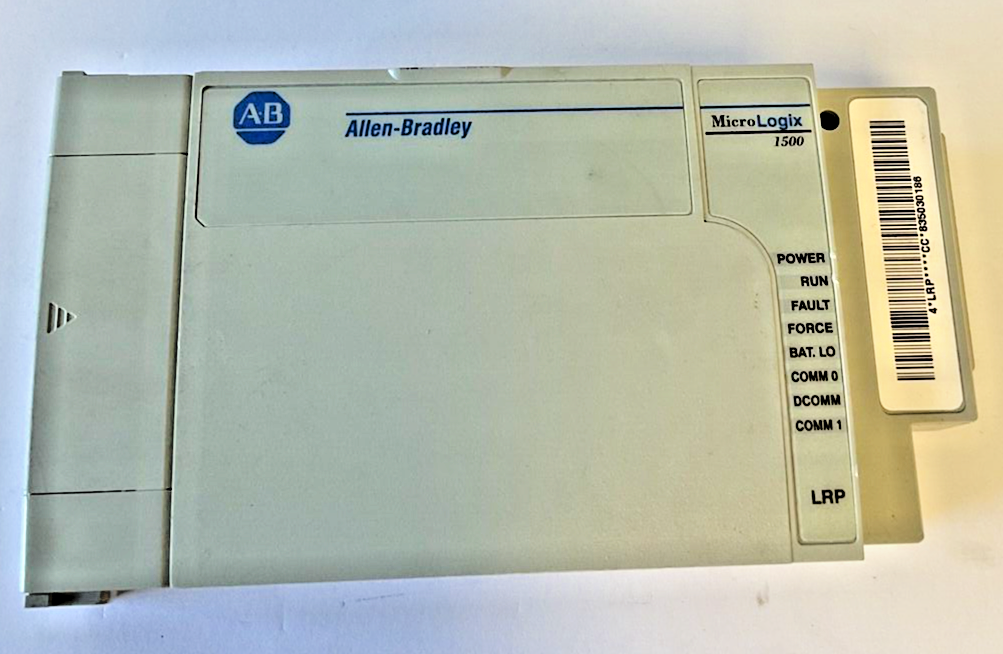 AB
Allen-Bradley
MicroLogix
1500
POWER
RUN
FAULT
FORCE
BAT. LO
COMM 0
DCOMM
COMM 1
LRP
4*LRP****CC*835030186